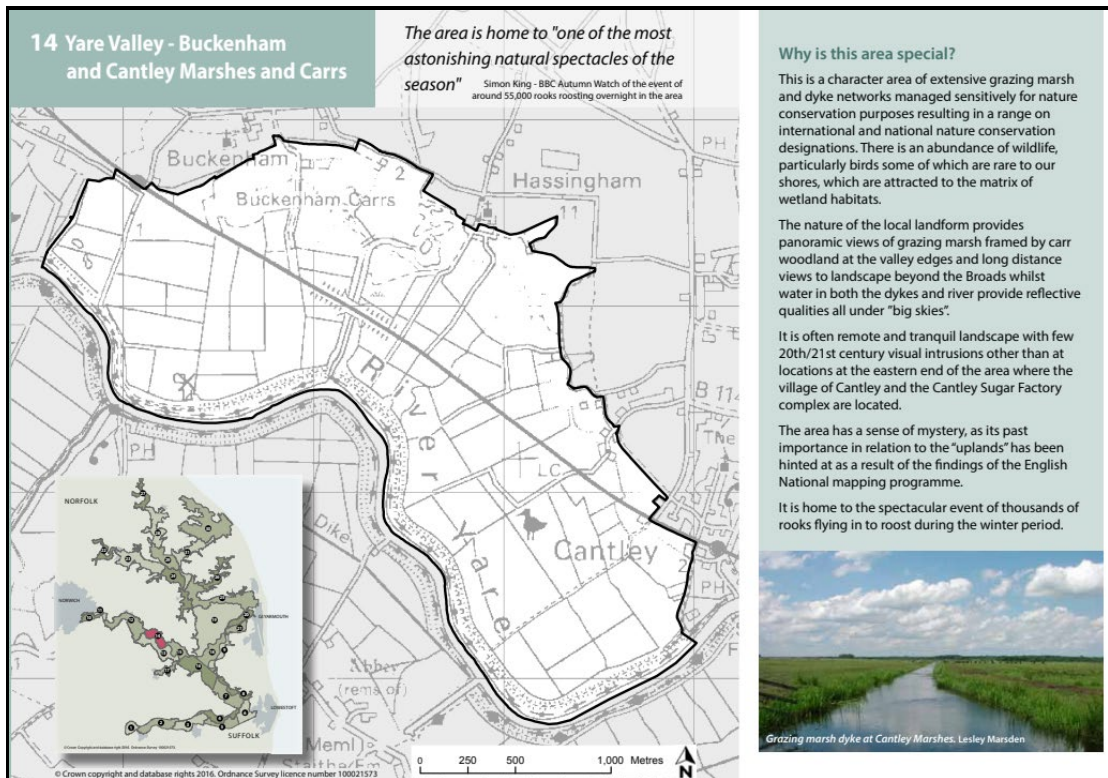 14 Yare Valley - Buckenham
and Cantley Marshes and Carrs
The area is home to "one of the most
astonishing natural spectacles of the
season"
Simon King - BBC Autumn Watch of the event of
around 55,000 rooks roosting overnight in the area
Buckenham
2
PH
Hassingham
Buckenham Carrs
11
1
River
Yare
B 114
The
PH
LC
Cantley
2
PH
Dike
Abbey
(rems of)
F
Meml)
Staithe/Em
NORFOLK
NORWICH
LOWESTOFT
SUFFOLK
© Crown copyright and database rights 2016. Ordnance Survey licence number 100021573
0 250 500 1,000 Metres
N
Why is this area special?
This is a character area of extensive grazing marsh
and dyke networks managed sensitively for nature
conservation purposes resulting in a range on
international and national nature conservation
designations. There is an abundance of wildlife,
particularly birds some of which are rare to our
shores, which are attracted to the matrix of
wetland habitats.
The nature of the local landform provides
panoramic views of grazing marsh framed by carr
woodland at the valley edges and long distance
views to landscape beyond the Broads whilst
water in both the dykes and river provide reflective
qualities all under "big skies".
It is often remote and tranquil landscape with few
20th/21st century visual intrusions other than at
locations at the eastern end of the area where the
village of Cantley and the Cantley Sugar Factory
complex are located.
The area has a sense of mystery, as its past
importance in relation to the "uplands" has been
hinted at as a result of the findings of the English
National mapping programme.
It is home to the spectacular event of thousands of
rooks flying in to roost during the winter period.
Grazing marsh dyke at Cantley Marshes. Lesley Marsden